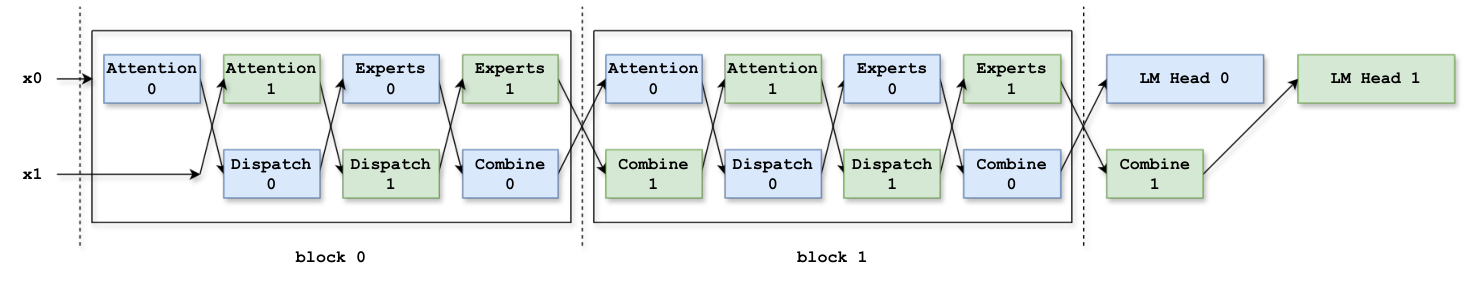 x0
Attention
0
Attention
1
Experts
0
Experts
1
Attention
0
Attention
1
Experts
0
Experts
1
LM Head 0
LM Head 1
x1
Dispatch
0
Dispatch
1
Combine
0
Combine
1
Dispatch
0
Dispatch
1
Combine
0
Combine
1
block 0
block 1